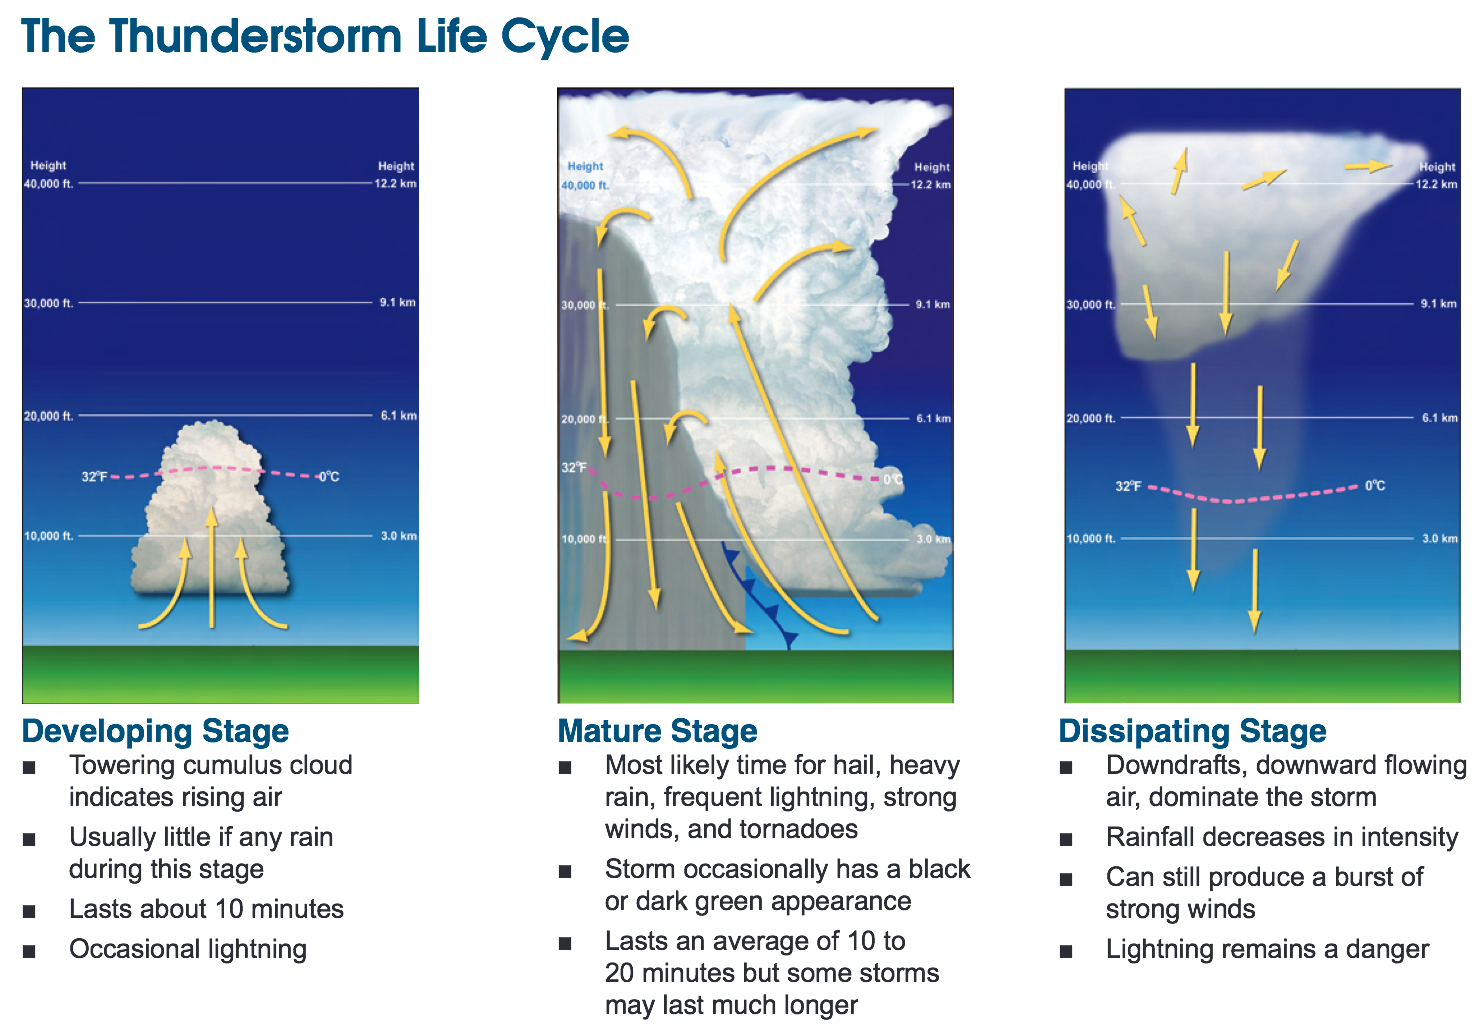 The Thunderstorm Life Cycle
Height
Height
40,000 ft.
12.2 km
30,000 ft.
9.1 km
20,000 ft.
6.1 km
32°F
0°C
10,000 ft.
3.0 km
Developing Stage
■ Towering cumulus cloud
indicates rising air
■ Usually little if any rain
during this stage
■ Lasts about 10 minutes
■ Occasional lightning
Height
Height
40,000 ft.
12.2 km
30,000 ft.
9.1 km
20,000 ft.
6.1 km
32°F
0°C
10,000 ft.
3.0 km
Mature Stage
■ Most likely time for hail, heavy
rain, frequent lightning, strong
winds, and tornadoes
■ Storm occasionally has a black
or dark green appearance
■ Lasts an average of 10 to
20 minutes but some storms
may last much longer
Height
Height
40,000 ft.
12.2 km
30,000 ft.
9.1 km
20,000 ft.
6.1 km
32°F
0°C
10,000 ft.
3.0 km
Dissipating Stage
■ Downdrafts, downward flowing
air, dominate the storm
■ Rainfall decreases in intensity
■ Can still produce a burst of
strong winds
■ Lightning remains a danger